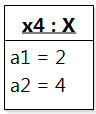 x4 : X
a1 = 2
a2 = 4